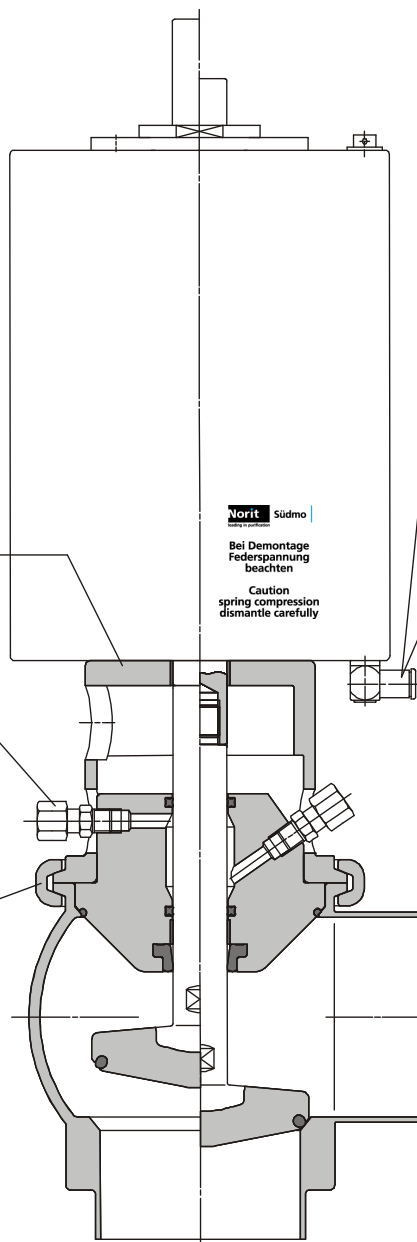 Norit Südmo
leading in purification
Bei Demontage
Federspannung
beachten
Caution
spring compression
dismantle carefully